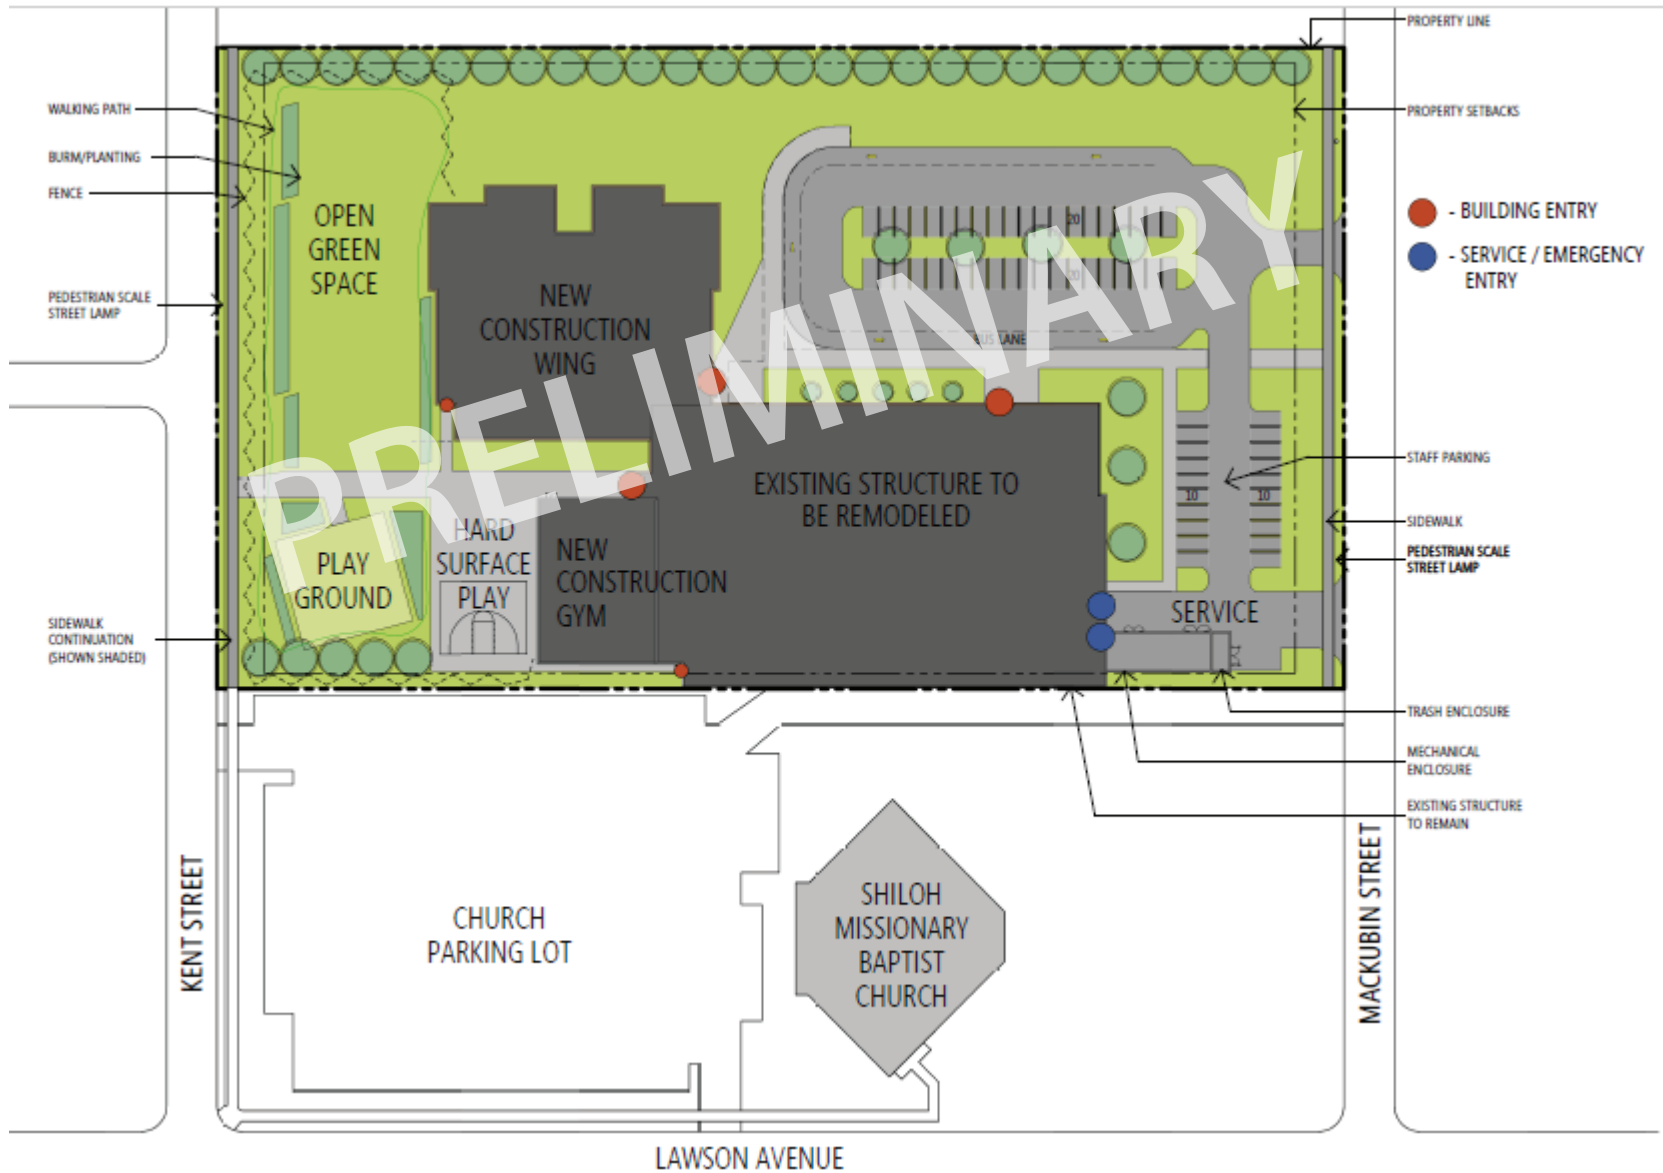 PROPERTY LINE
WALKING PATH
PROPERTY SETBACKS
BURM/PLANTING
FENCE
OPEN
GREEN
SPACE
20
20
- BUILDING ENTRY
- SERVICE / EMERGENCY
ENTRY
PEDESTRIAN SCALE
STREET LAMP
NEW
CONSTRUCTION
WING
BUS LANE
PRELIMINARY
EXISTING STRUCTURE TO
BE REMODELED
STAFF PARKING
10
10
SIDEWALK
PEDESTRIAN SCALE
STREET LAMP
HARD
SURFACE
PLAY
PLAY
GROUND
NEW
CONSTRUCTION
GYM
SERVICE
SIDEWALK
CONTINUATION
(SHOWN SHADED)
TRASH ENCLOSURE
MECHANICAL
ENCLOSURE
EXISTING STRUCTURE
TO REMAIN
KENT STREET
CHURCH
PARKING LOT
SHILOH
MISSIONARY
BAPTIST
CHURCH
MACKUBIN STREET
LAWSON AVENUE